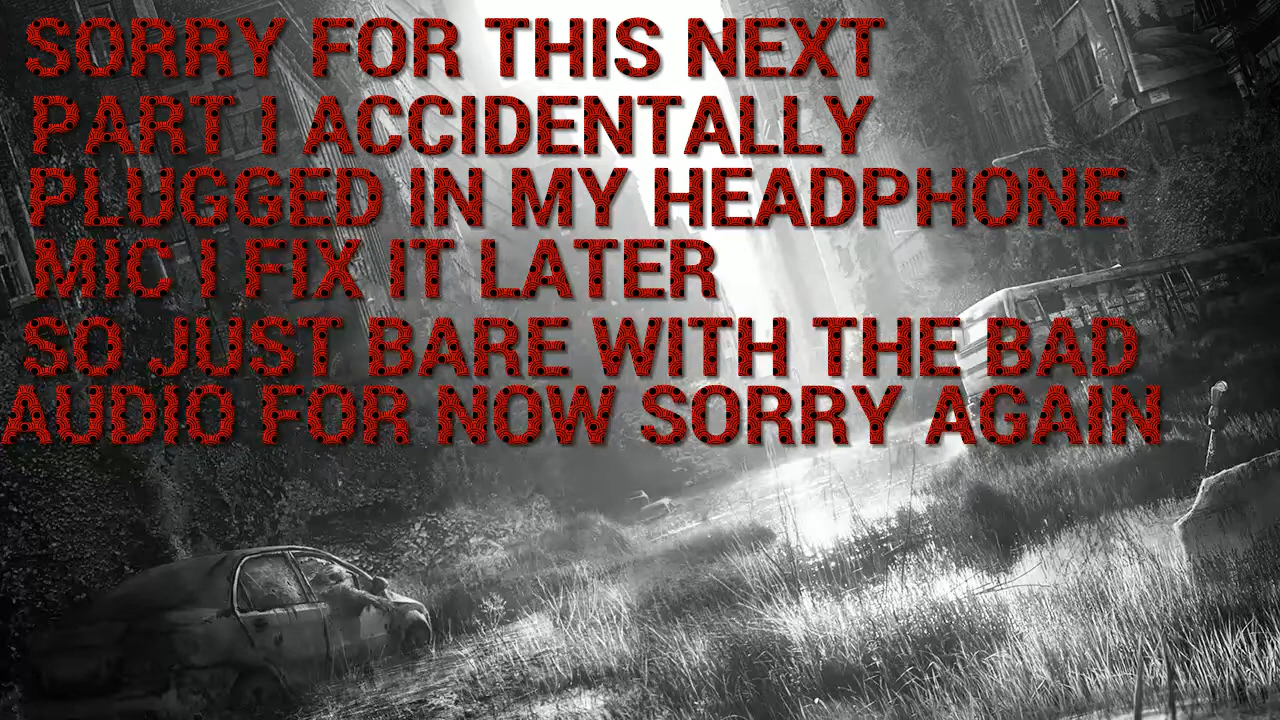 SORRY FOR THIS NEXT
PART I ACCIDENTALLY
PLUGGED IN MY HEADPHONE
MIC I FIX IT LATER
SO JUST BARE WITH THE BAD
AUDIO FOR NOW SORRY AGAIN